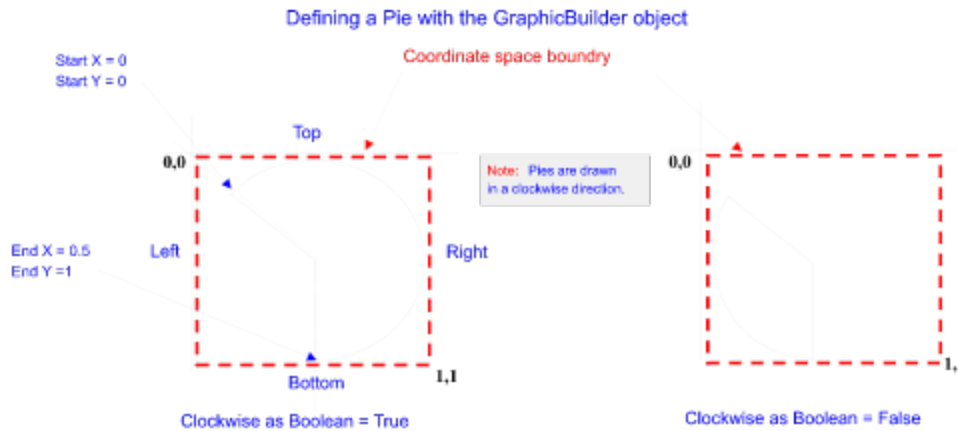 Defining a Pie with the GraphicBuilder object
Coordinate space boundry
Start X = 0
Start Y = 0
Top
0,0
0,0
Note: Pies are drawn
in a clockwise direction.
End X = 0.5
End Y =1
Left
Right
1,1
1,
Bottom
Clockwise as Boolean = True
Clockwise as Boolean = False